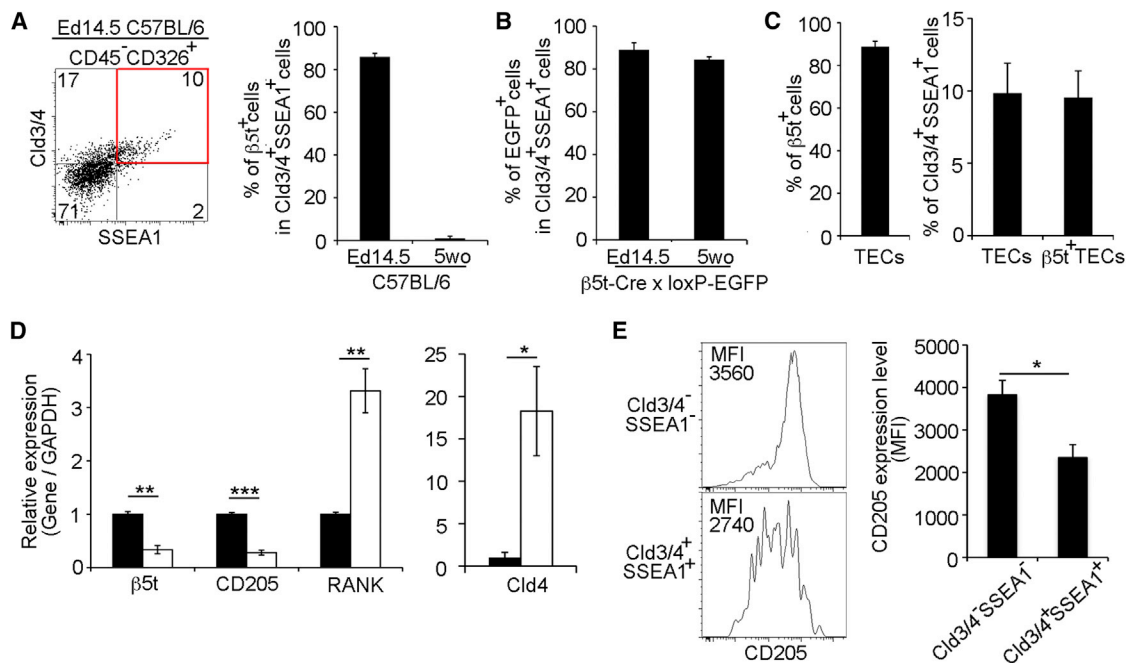 A
Ed14.5 C57BL/6
CD45⁻CD326⁺
17
10
71
2
Cld3/4
SSEA1
% of β5t⁺cells
in Cld3/4⁺SSEA1⁺cells
100
80
60
40
20
0
Ed14.5 5wo
C57BL/6
B
% of EGFP⁺cells
in Cld3/4⁺SSEA1⁺cells
100
80
60
40
20
0
Ed14.5 5wo
β5t-Cre x loxP-EGFP
C
% of β5t⁺cells
100
80
60
40
20
0
TECs
% of Cld3/4⁺SSEA1⁺cells
15
10
5
0
TECs β5t⁺TECs
D
Relative expression
(Gene / GAPDH)
4
3
2
1
0
**
***
**
β5t CD205 RANK
25
20
15
10
5
0
*
Cld4
E
Cld3/4⁻
SSEA1⁻
MFI
3560
Cld3/4⁺
SSEA1⁺
MFI
2740
CD205
CD205 expression level
(MFI)
5000
4000
3000
2000
1000
0
*
Cld3/4⁻SSEA1⁻
Cld3/4⁺SSEA1⁺